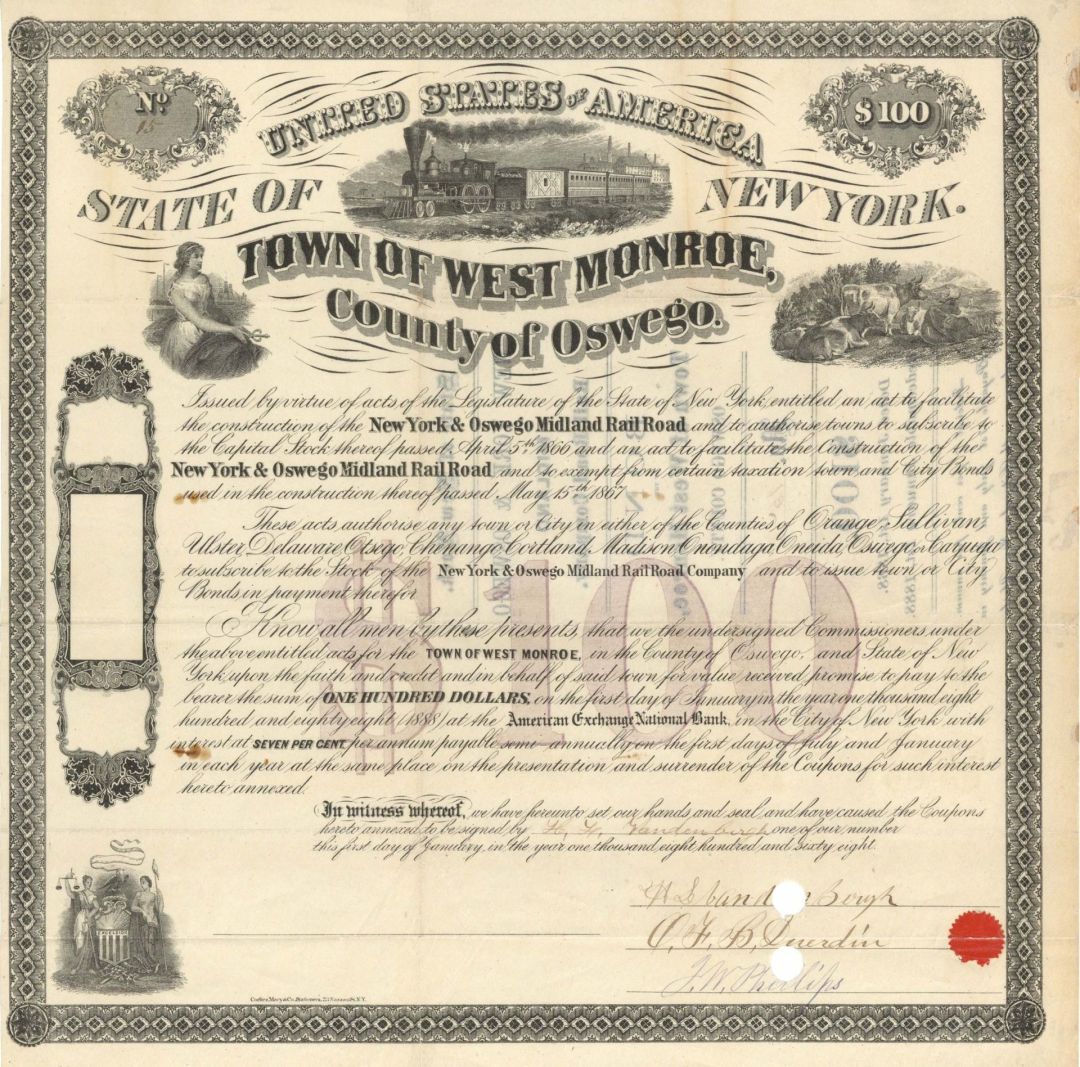 No
$100
UNITED STATES OF AMERICA
STATE OF NEW YORK.
TOWN OF WEST MONROE,
County of Oswego.
Issued by virtue of acts of the Legislature of the State of New York, entitled an act to facilitate
the construction of the New York & Oswego Midland Rail Road and to authorise towns to subscribe to
the Capital Stock thereof passed April 5th 1866 and an act to facilitate the Construction of the
New York & Oswego Midland Rail Road and to exempt from certain taxation town and City Bonds
used in the construction thereof passed May 15th 1867
These acts authorise any town or City in either of the Counties of Orange, Sullivan,
Ulster, Delaware, Otsego, Chenango, Cortland, Madison, Onendaga, Oneida, Oswego, or Cayuga
to subscribe to the Stock of the New York & Oswego Midland Rail Road Company and to issue town or City
Bonds in payment therefor
$100
Know all men by these presents, that we the undersigned Commissioners under
the above entitled acts for the TOWN OF WEST MONROE, in the County of Oswego, and State of New
York, upon the faith and credit and in behalf of said town for value received promise to pay to the
bearer the sum of ONE HUNDRED DOLLARS, on the first day of January in the year one thousand eight
hundred and eighty eight (1888) at the American Exchange National Bank, in the City of New York with
interest at SEVEN PER CENT per annum payable semi-annually on the first days of July and January
in each year at the same place on the presentation and surrender of the Coupons for such interest
hereto annexed.
In witness whereof, we have hereunto set our hands and seal and have caused the Coupons
hereto annexed to be signed by Vandenburgh one of our number
this first day of January, in the year one thousand eight hundred and sixty eight.
EXCELSIOR
O. F. B.
J. W. Phillips
Nassau St. N.Y.